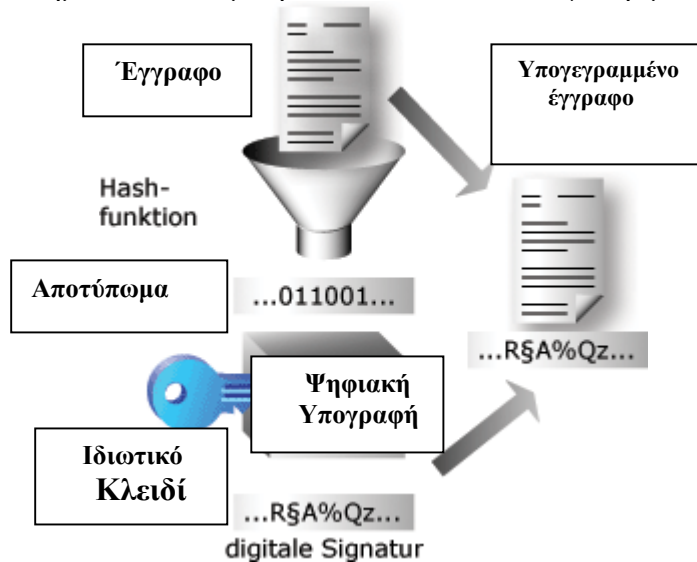 Έγγραφο
Υπογεγραμμένο
έγγραφο
Hash-
funktion
Αποτύπωμα
...011001...
...R§A%Qz...
Ψηφιακή
Υπογραφή
Ιδιωτικό
Κλειδί
...R§A%Qz...
digitale Signatur